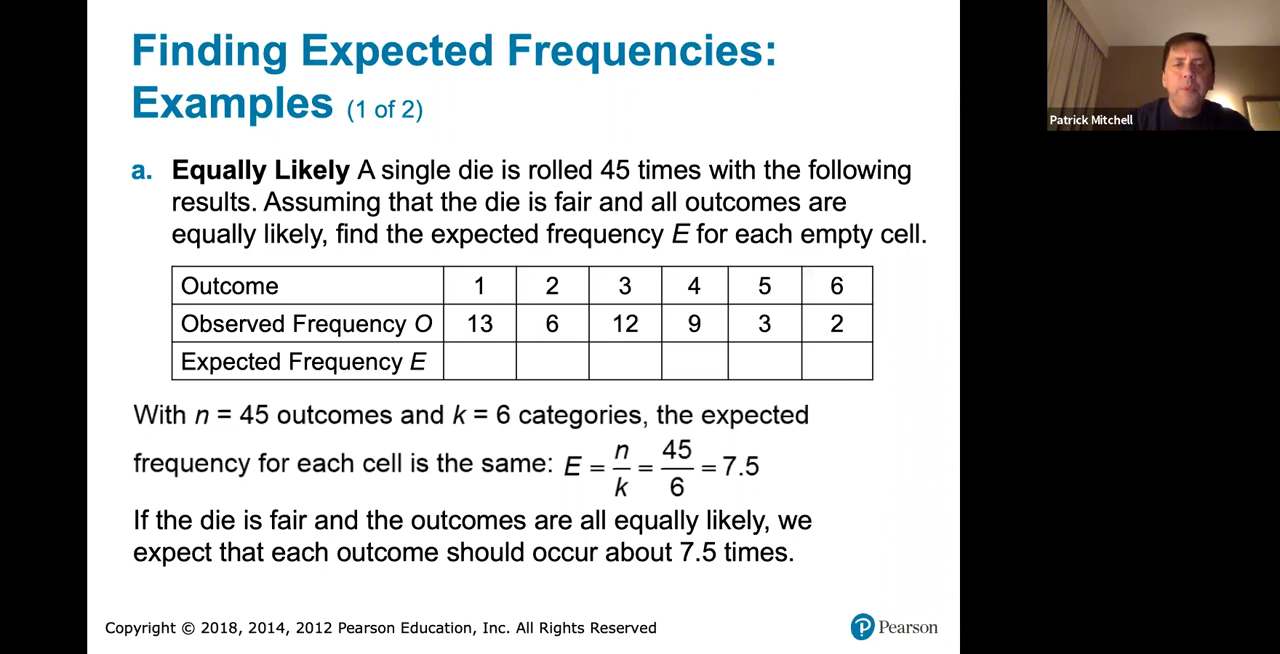 Finding Expected Frequencies:
Examples (1 of 2)
Patrick Mitchell
a. Equally Likely A single die is rolled 45 times with the following
results. Assuming that the die is fair and all outcomes are
equally likely, find the expected frequency E for each empty cell.
Outcome 1 2 3 4 5 6
Observed Frequency O 13 6 12 9 3 2
Expected Frequency E
With n = 45 outcomes and k = 6 categories, the expected
frequency for each cell is the same: E = n/k = 45/6 = 7.5
If the die is fair and the outcomes are all equally likely, we
expect that each outcome should occur about 7.5 times.
Copyright © 2018, 2014, 2012 Pearson Education, Inc. All Rights Reserved
P Pearson